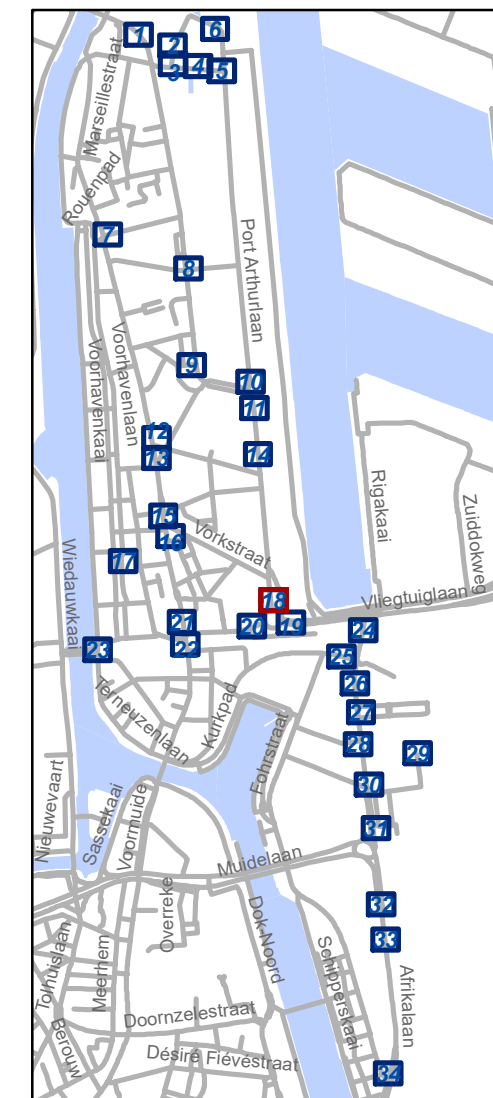 1
2
6
3
4
5
Marseillestraat
Rouenpad
7
Port Arthurlaan
8
Voorhavenlaan
Voorhavenkaai
9
10
11
12
13
14
Rigakaai
Zuiddokweg
15
16
Vorkstraat
17
Wiedauwkaai
18
Vliegtuiglaan
19
20
21
22
23
24
25
26
Terneuzenlaan
Kurkpad
27
Fohrstraat
28
29
30
Nieuwevaart
Sassekaai
Voormuide
31
Muidelaan
32
Overreke
33
Dok-Noord
Tolhuislaan
Meerhem
Schipperskaai
Afrikalaan
Doornzelestraat
Berouw
Désiré Fiévéstraat
34